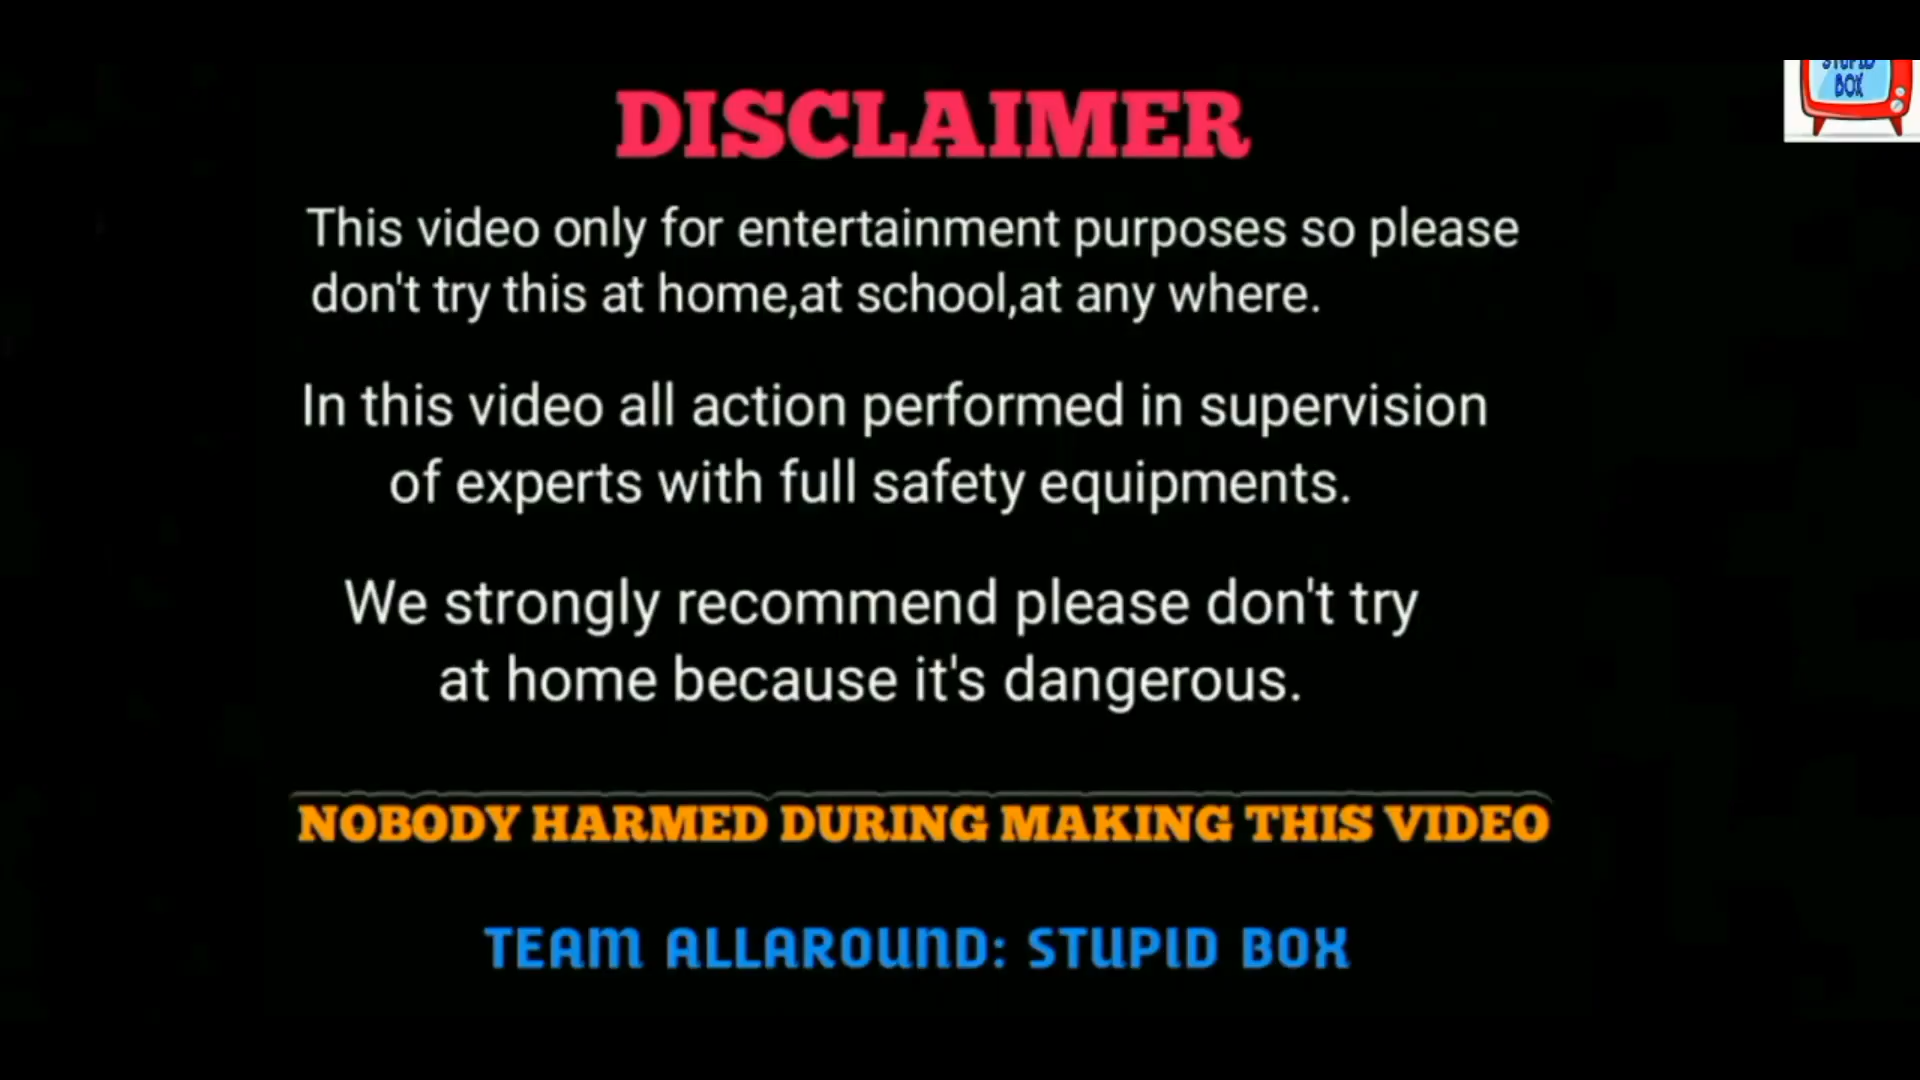 STUPID
BOX
DISCLAIMER
This video only for entertainment purposes so please
don't try this at home,at school,at any where.
In this video all action performed in supervision
of experts with full safety equipments.
We strongly recommend please don't try
at home because it's dangerous.
NOBODY HARMED DURING MAKING THIS VIDEO
TEAM ALLAROUND: STUPID BOX